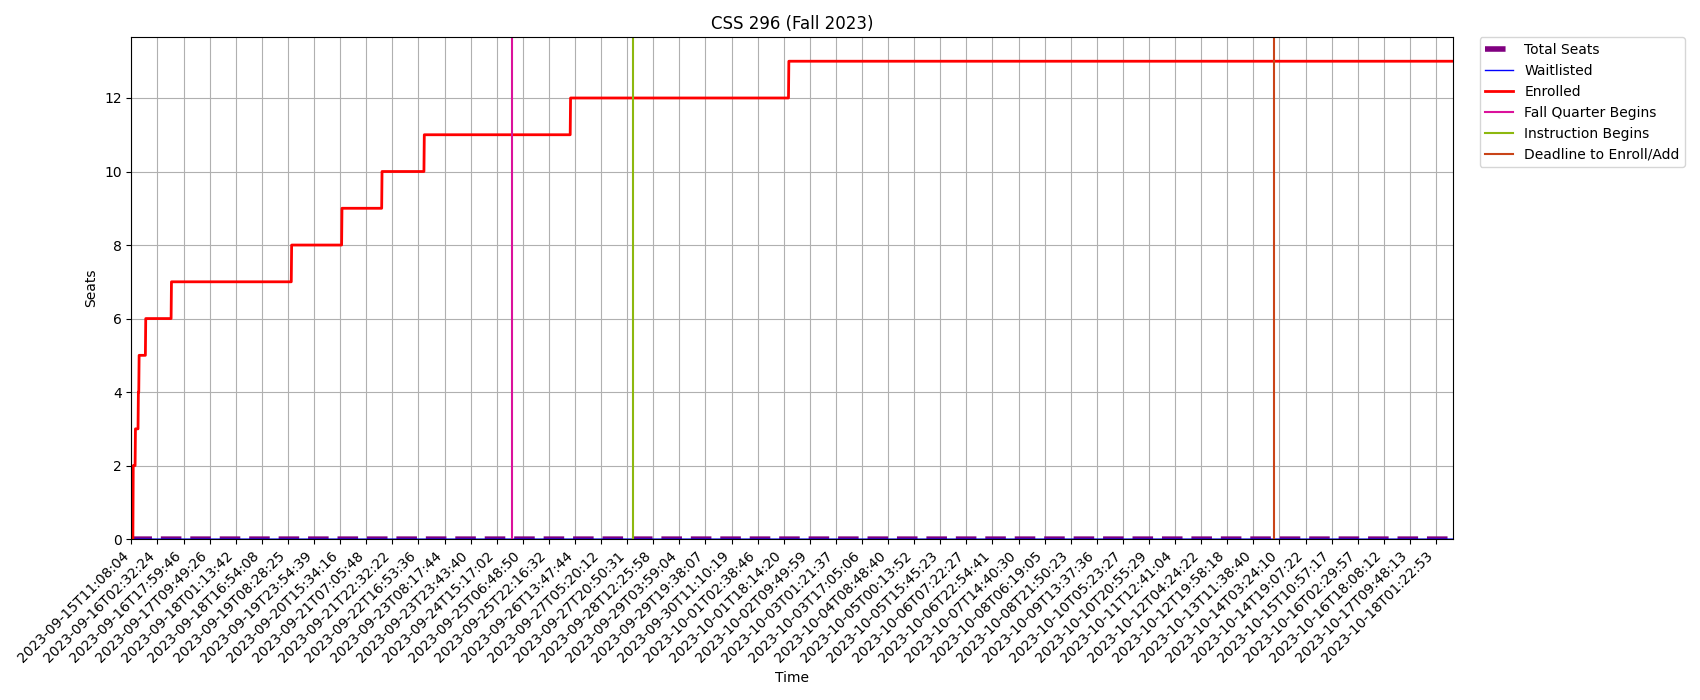 CSS 296 (Fall 2023)
Total Seats
Waitlisted
Enrolled
Fall Quarter Begins
Instruction Begins
Deadline to Enroll/Add
Seats
12
10
8
6
4
2
0
2023-09-15T11:08:04
2023-09-16T02:32:24
2023-09-16T17:59:46
2023-09-17T09:49:26
2023-09-18T01:13:42
2023-09-18T16:54:08
2023-09-19T08:28:25
2023-09-19T23:54:39
2023-09-20T15:34:16
2023-09-21T07:05:48
2023-09-21T22:32:22
2023-09-22T16:53:36
2023-09-23T08:17:44
2023-09-23T23:43:40
2023-09-24T15:17:02
2023-09-25T06:48:50
2023-09-25T22:16:32
2023-09-26T13:47:44
2023-09-27T05:20:12
2023-09-27T20:50:31
2023-09-28T12:25:58
2023-09-29T03:59:04
2023-09-29T19:38:07
2023-09-30T11:10:19
2023-10-01T02:38:46
2023-10-01T18:14:20
2023-10-02T09:49:59
2023-10-03T01:21:37
2023-10-03T17:05:06
2023-10-04T08:48:40
2023-10-05T00:13:52
2023-10-05T15:45:23
2023-10-06T07:22:27
2023-10-06T22:54:41
2023-10-07T14:40:30
2023-10-08T06:19:05
2023-10-08T21:50:23
2023-10-09T13:37:36
2023-10-10T05:23:27
2023-10-10T20:55:29
2023-10-11T12:41:04
2023-10-12T04:24:22
2023-10-12T19:58:18
2023-10-13T11:38:40
2023-10-14T03:24:10
2023-10-14T19:07:22
2023-10-15T10:57:17
2023-10-16T02:29:57
2023-10-16T18:08:12
2023-10-17T09:48:13
2023-10-18T01:22:53
Time